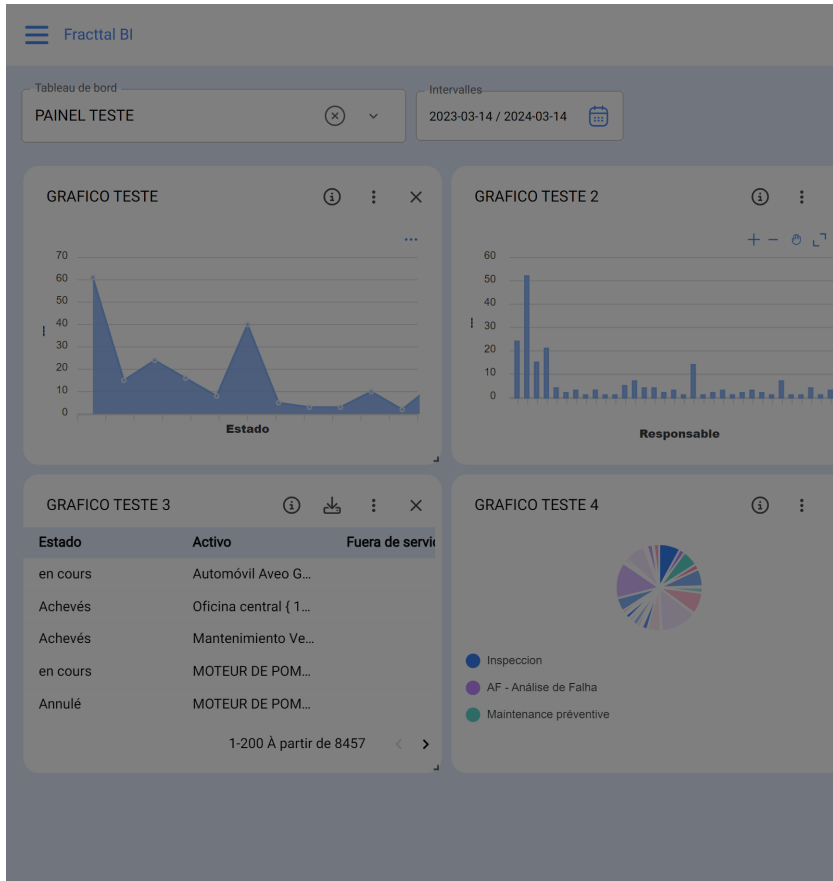 Fracttal BI
Tableau de bord
PAINEL TESTE
Intervalles
2023-03-14 / 2024-03-14
GRAFICO TESTE
70
60
50
40
30
20
10
0
...
Estado
GRAFICO TESTE 2
60
50
40
30
20
10
0
...
Responsable
GRAFICO TESTE 3
Estado Activo Fuera de servic
en cours Automóvil Aveo G...
Achevés Oficina central { 1...
Achevés Mantenimiento Ve...
en cours MOTEUR DE POM...
Annulé MOTEUR DE POM...
1-200 À partir de 8457
GRAFICO TESTE 4
Inspeccion
AF - Análise de Falha
Maintenance préventive